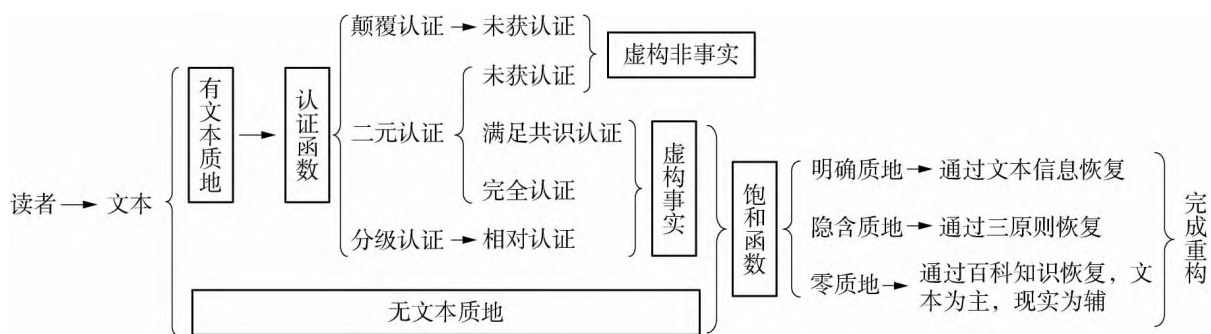 读者
文本
有文本质地
认证函数
颠覆认证
未获认证
二元认证
未获认证
满足共识认证
完全认证
分级认证
相对认证
虚构非事实
虚构事实
无文本质地
饱和函数
明确质地
通过文本信息恢复
隐含质地
通过三原则恢复
零质地
通过百科知识恢复，文
本为主，现实为辅
完成重构